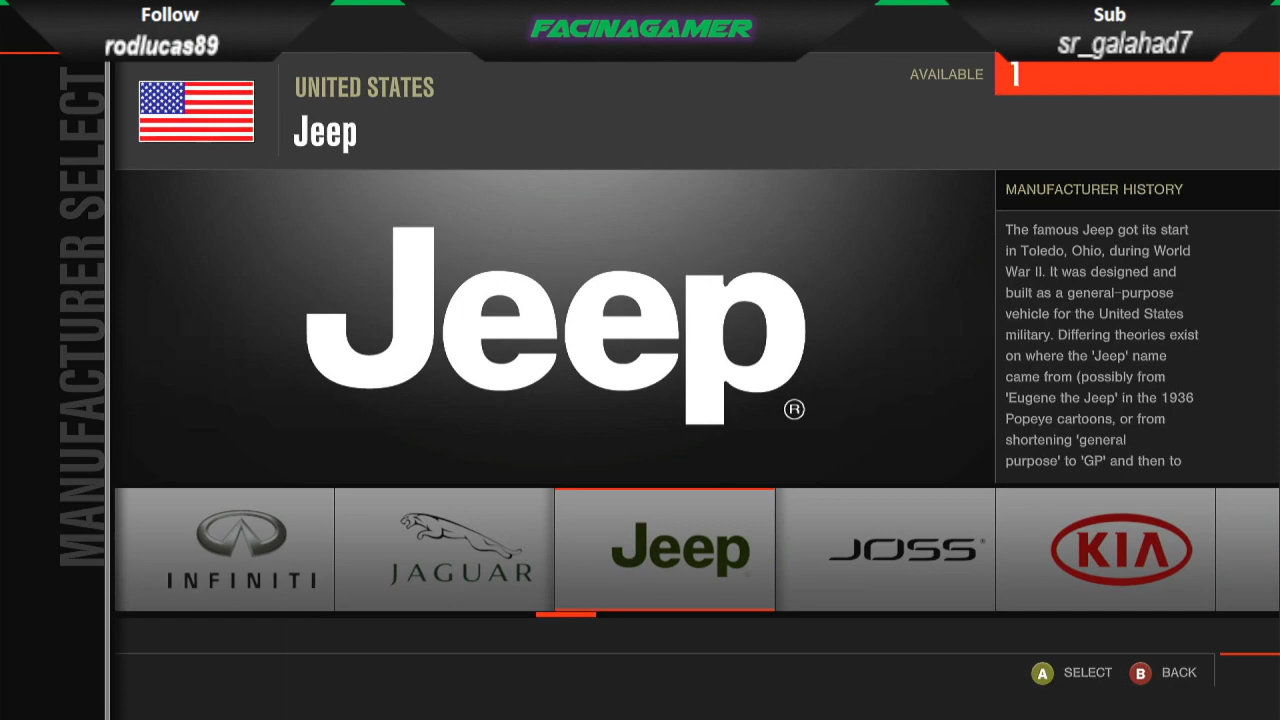 Follow
rodlucas89
FACINAGAMER
Sub
sr_galahad7
MANUFACTURER SELECT
UNITED STATES
Jeep
AVAILABLE
1
Jeep
®
MANUFACTURER HISTORY
The famous Jeep got its start
in Toledo, Ohio, during World
War II. It was designed and
built as a general-purpose
vehicle for the United States
military. Differing theories exist
on where the 'Jeep' name
came from (possibly from
'Eugene the Jeep' in the 1936
Popeye cartoons, or from
shortening 'general
purpose' to 'GP' and then to
INFINITI
JAGUAR
Jeep
JOSS
KIA
A SELECT
B BACK